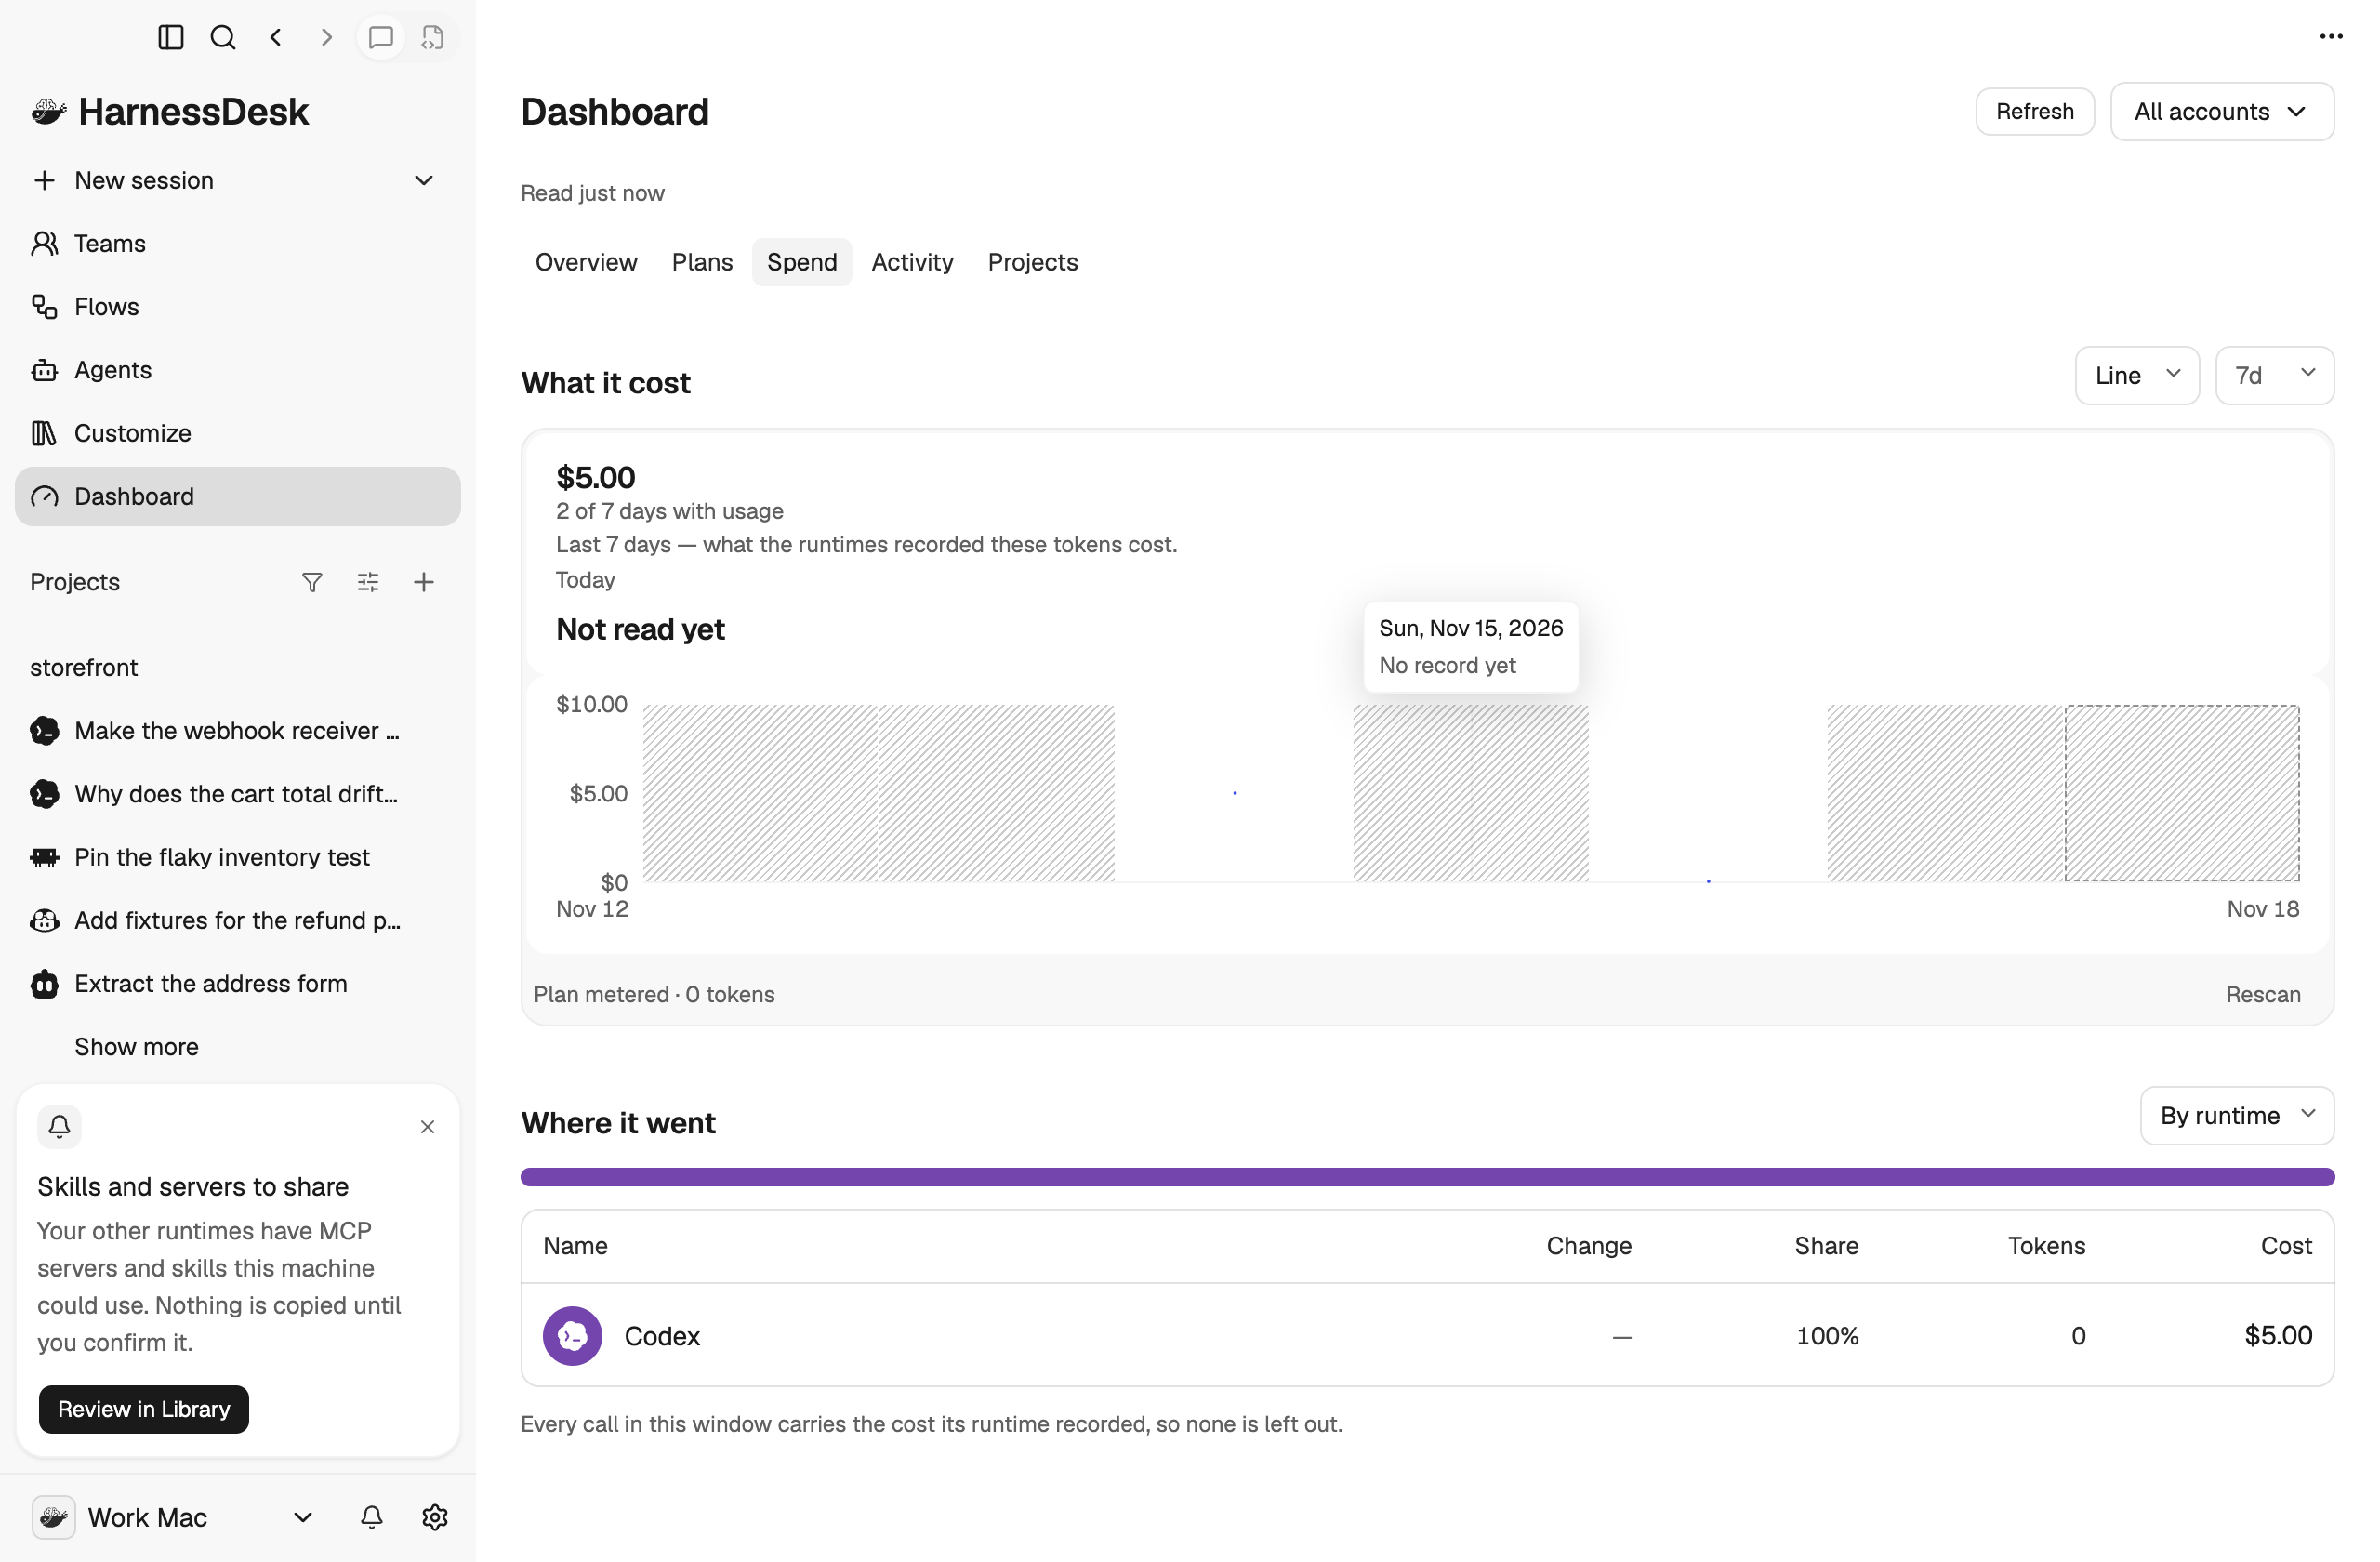 HarnessDesk
New session
Teams
Flows
Agents
Customize
Dashboard
Projects
storefront
Make the webhook receiver ...
Why does the cart total drift...
Pin the flaky inventory test
Add fixtures for the refund p...
Extract the address form
Show more
Skills and servers to share
Your other runtimes have MCP
servers and skills this machine
could use. Nothing is copied until
you confirm it.
Review in Library
Work Mac
Dashboard
Refresh
All accounts
Read just now
Overview
Plans
Spend
Activity
Projects
What it cost
Line
7d
$5.00
2 of 7 days with usage
Last 7 days — what the runtimes recorded these tokens cost.
Today
Not read yet
Sun, Nov 15, 2026
No record yet
$10.00
$5.00
$0
Nov 12
Nov 18
Plan metered · 0 tokens
Rescan
Where it went
By runtime
Name
Change
Share
Tokens
Cost
Codex
—
100%
0
$5.00
Every call in this window carries the cost its runtime recorded, so none is left out.